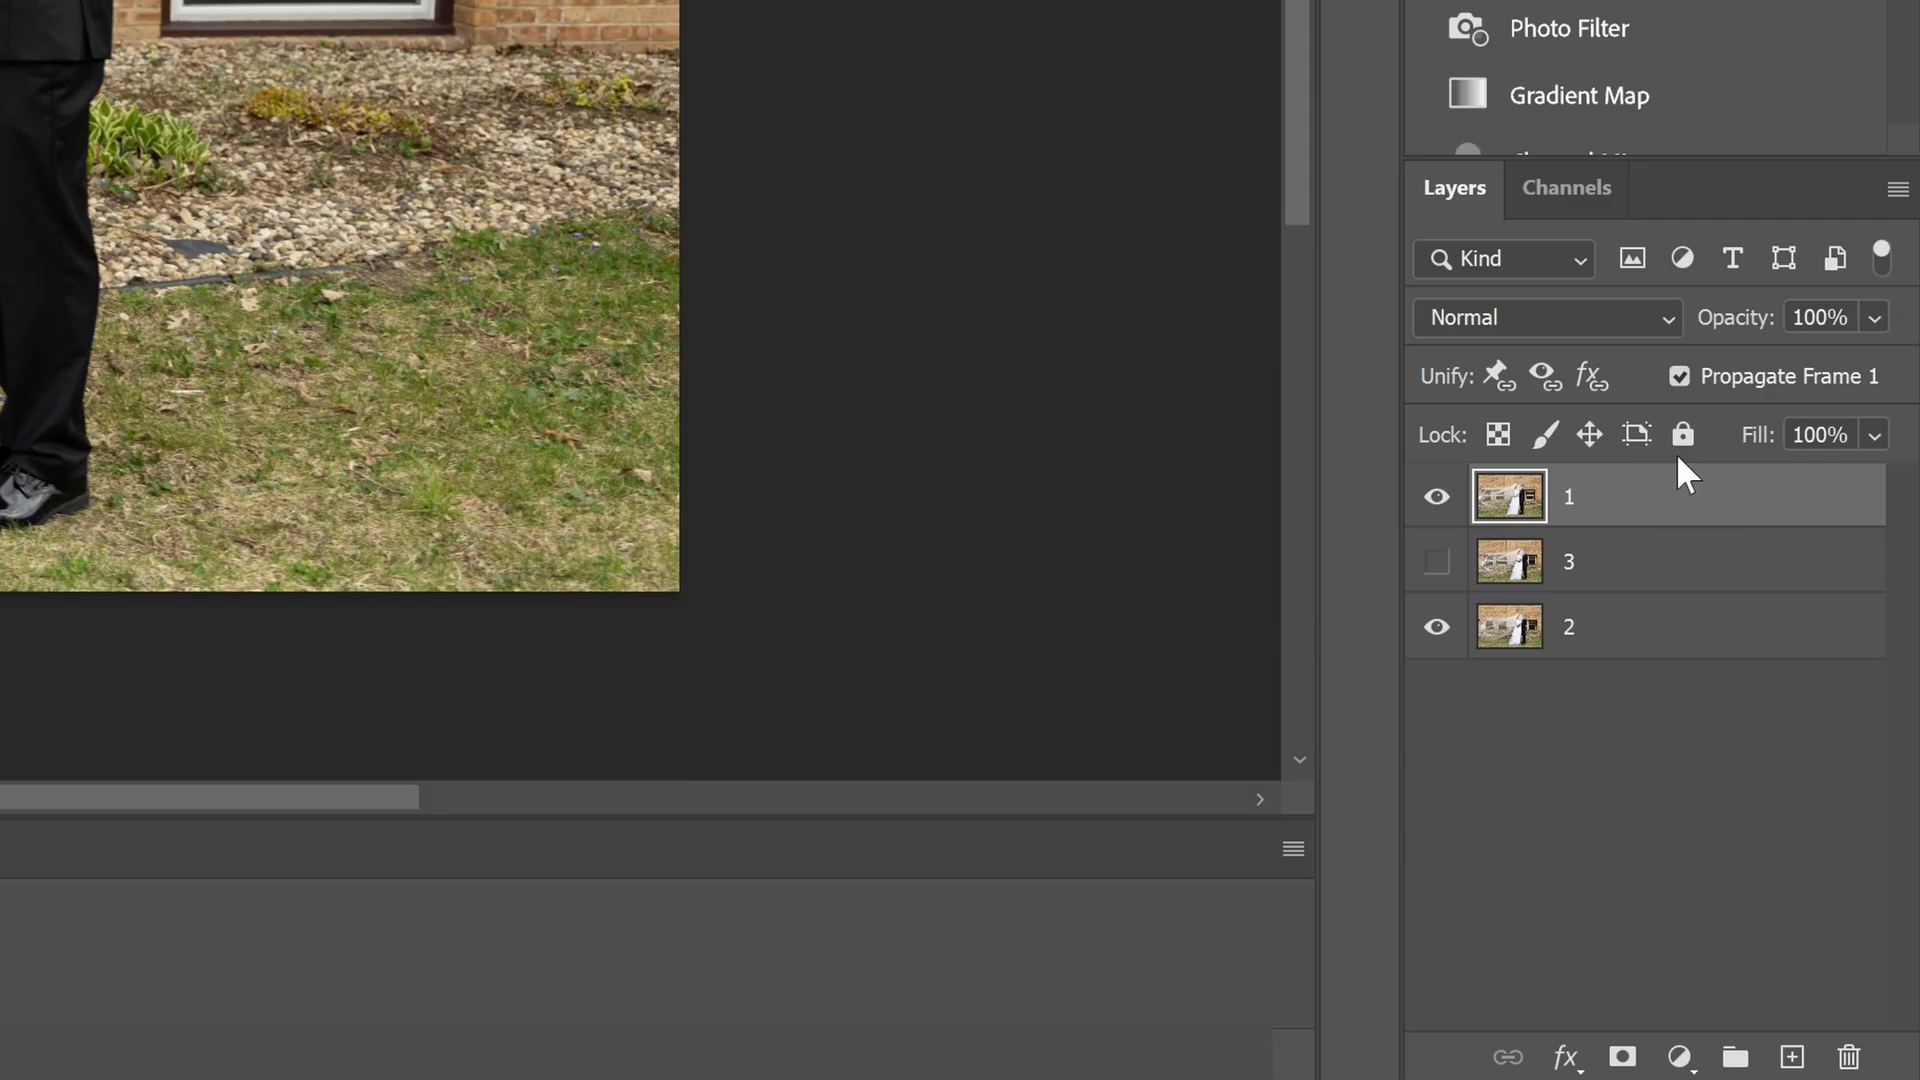 Photo Filter
Gradient Map
Layers Channels
Kind
Normal Opacity: 100%
Unify: fx Propagate Frame 1
Lock: Fill: 100%
1
3
2
fx